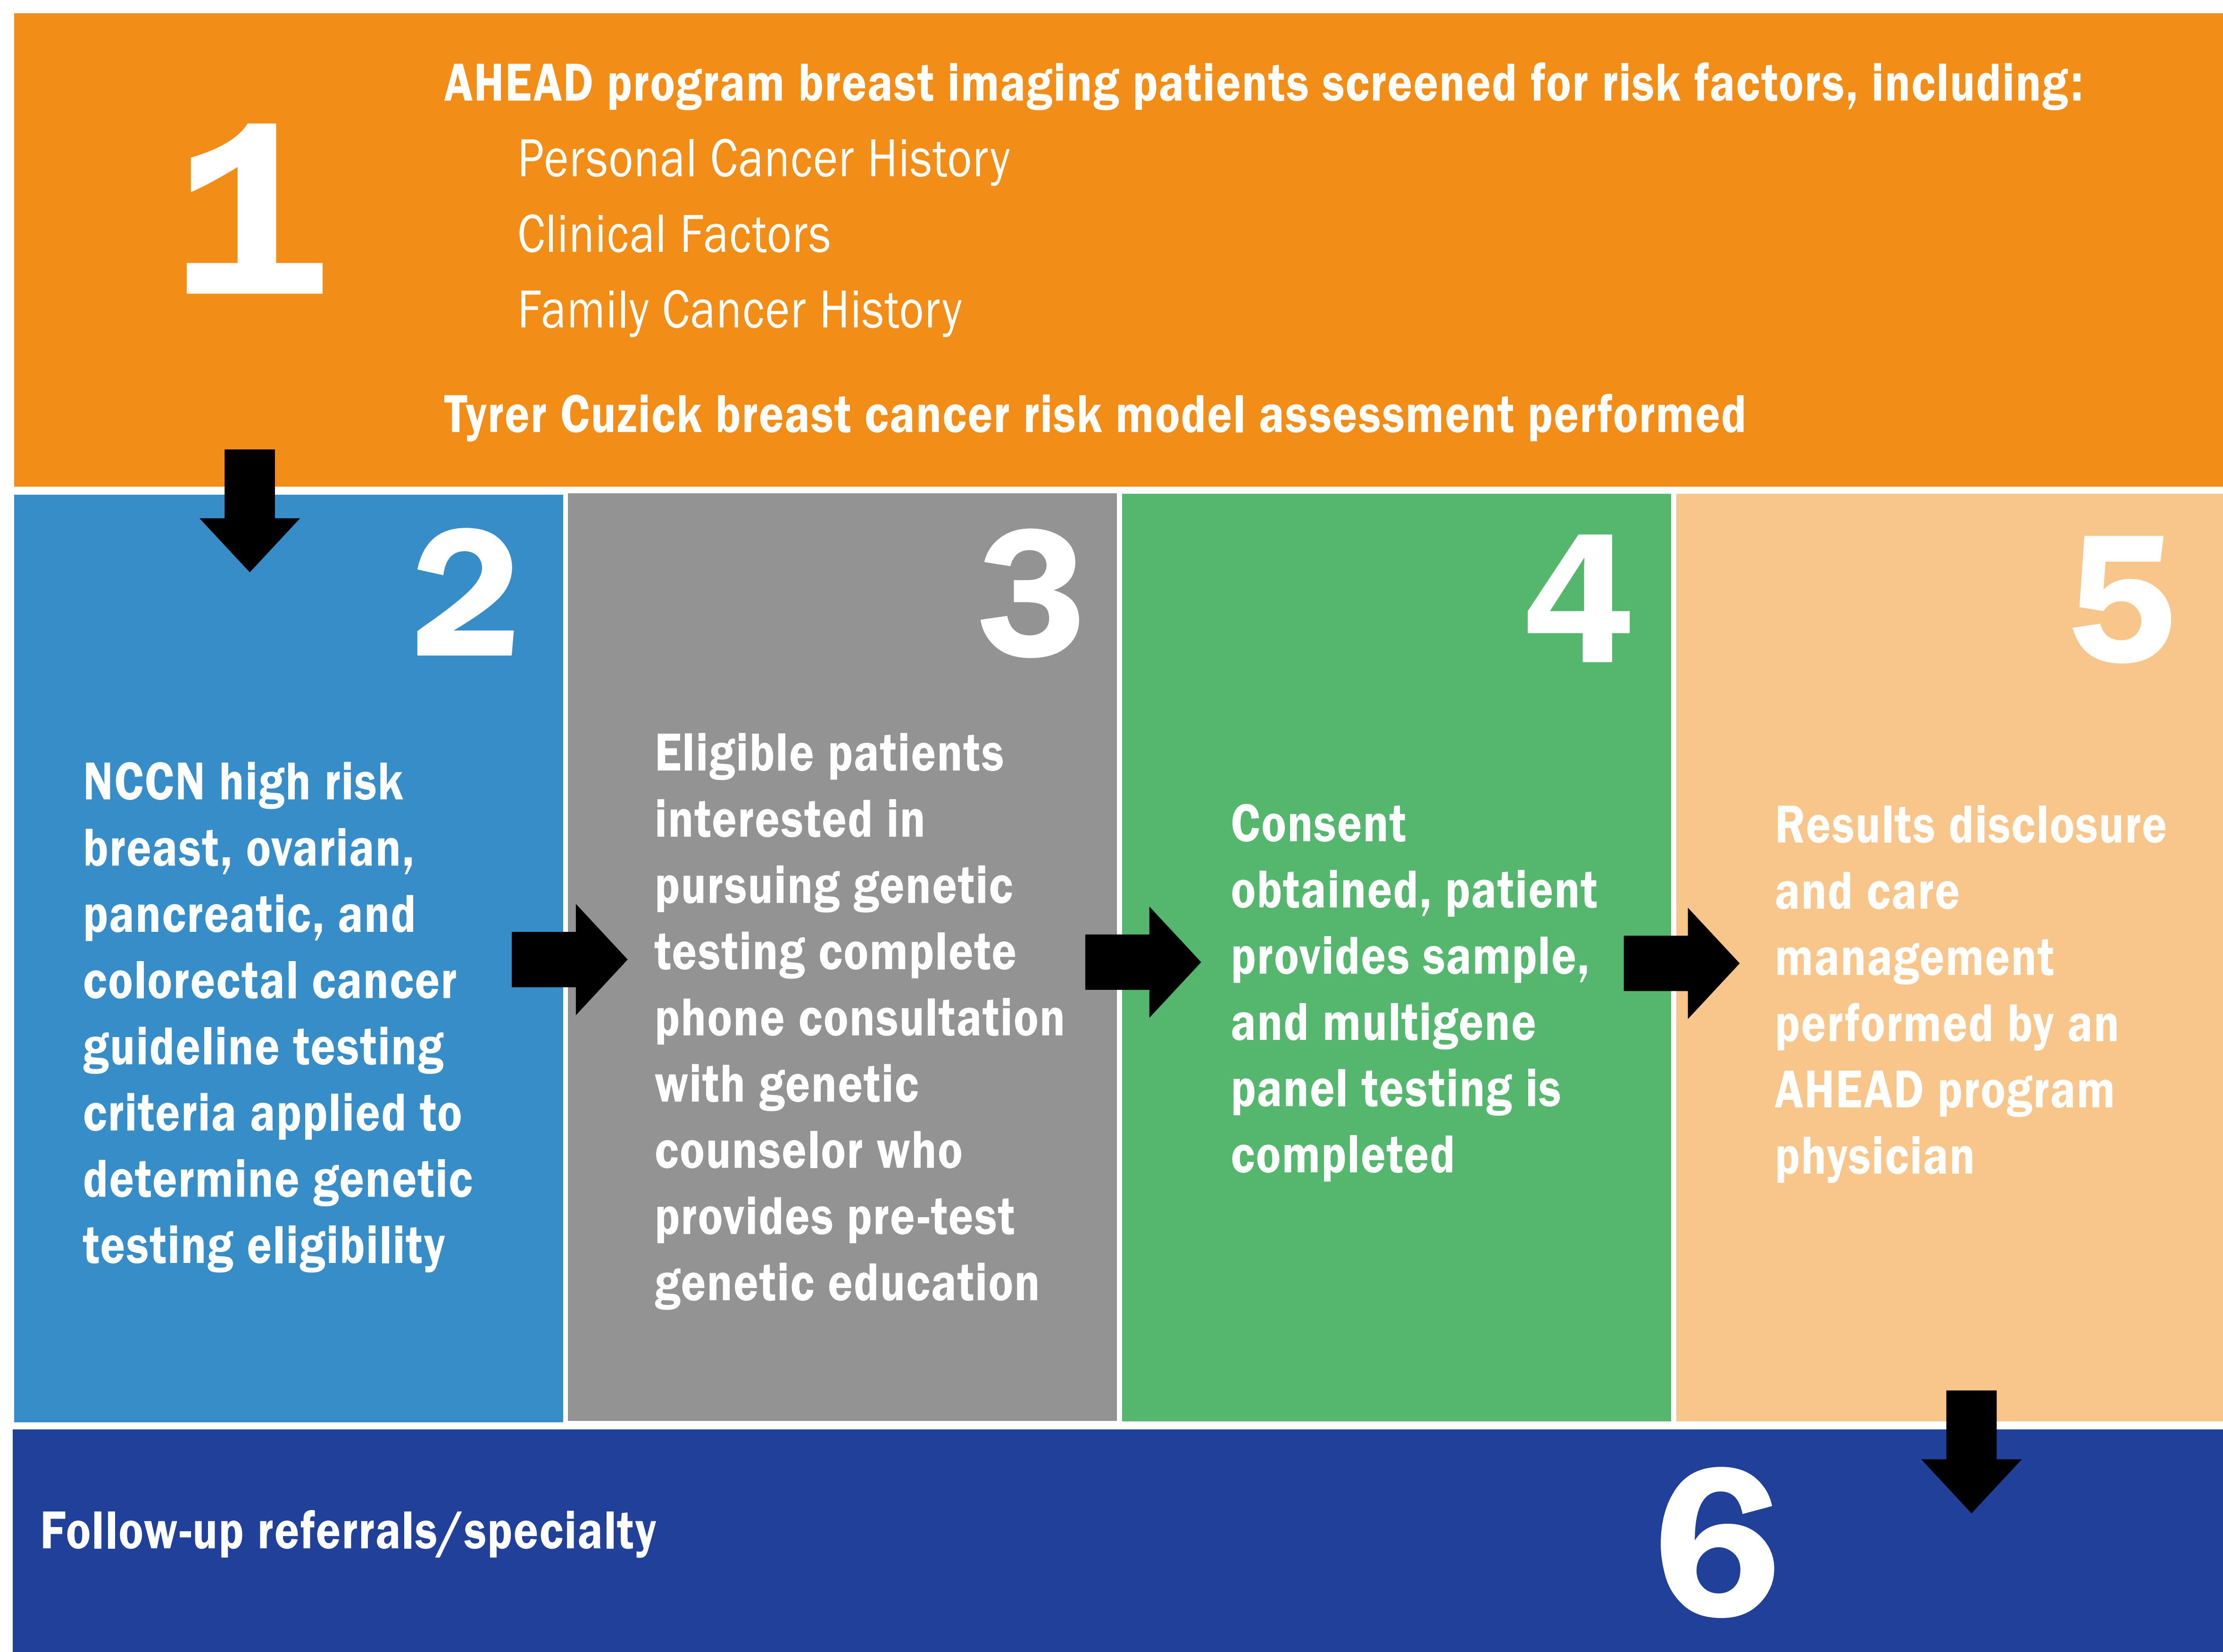 1
AHEAD program breast imaging patients screened for risk factors, including:
Personal Cancer History
Clinical Factors
Family Cancer History
Tyrer Cuzick breast cancer risk model assessment performed
2
NCCN high risk
breast, ovarian,
pancreatic, and
colorectal cancer
guideline testing
criteria applied to
determine genetic
testing eligibility
3
Eligible patients
interested in
pursuing genetic
testing complete
phone consultation
with genetic
counselor who
provides pre-test
genetic education
4
Consent
obtained, patient
provides sample,
and multigene
panel testing is
completed
5
Results disclosure
and care
management
performed by an
AHEAD program
physician
Follow-up referrals/specialty
6